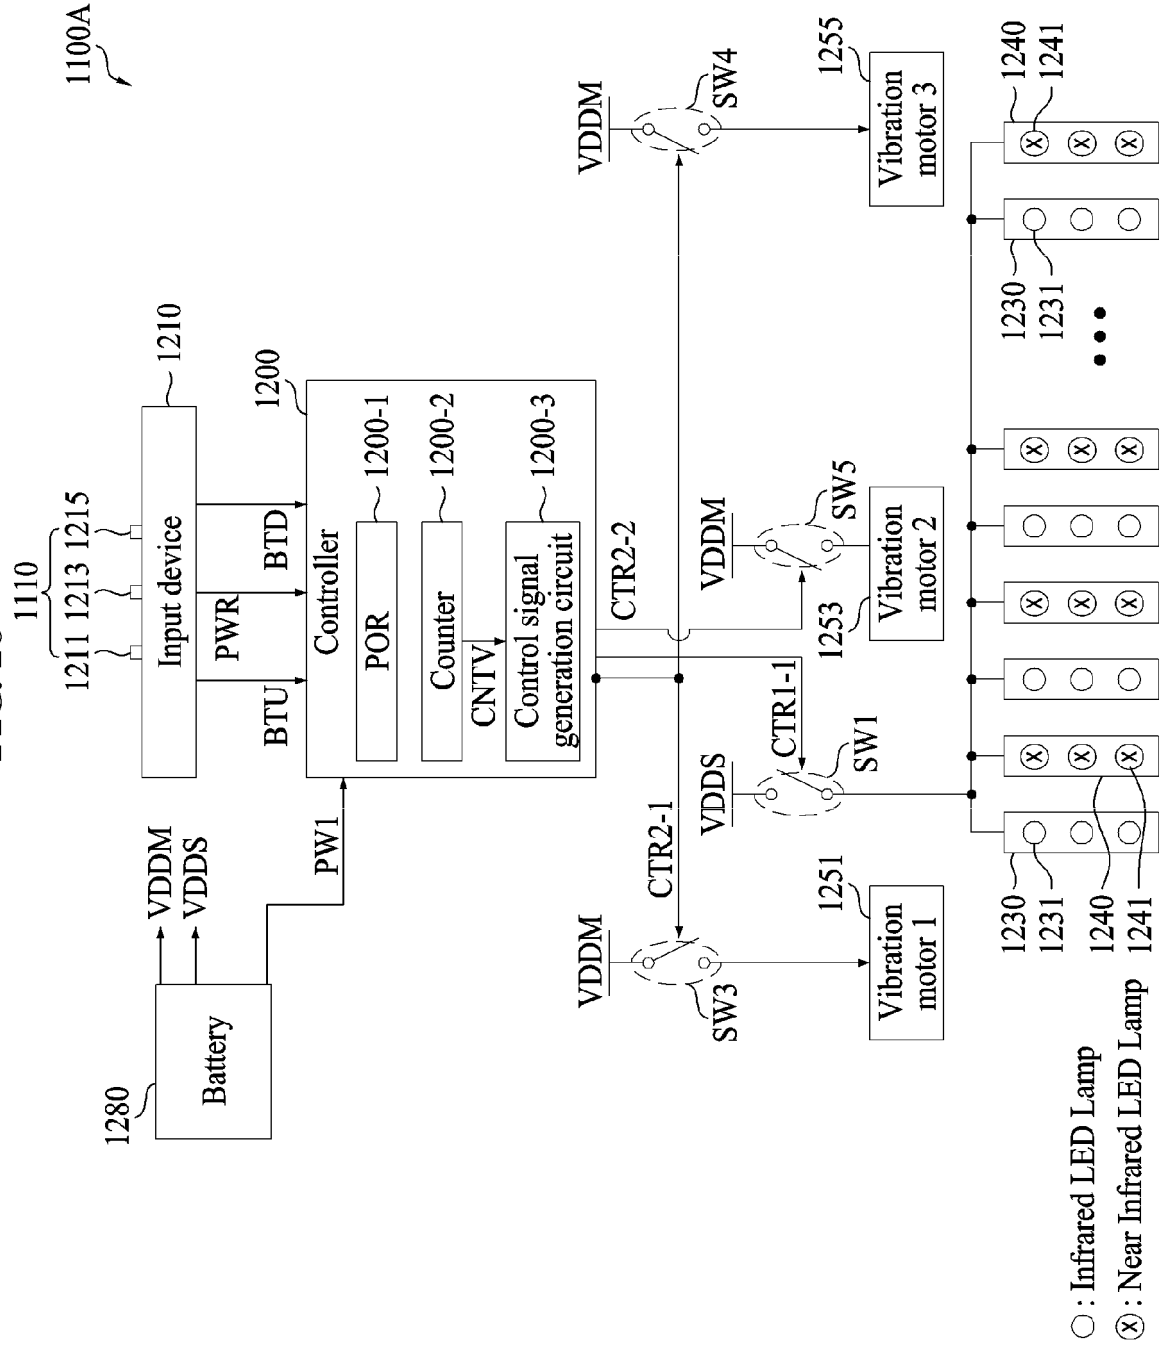 1100A
1110
1211 1213 1215
Input device
1210
BTU
PWR
BTD
Battery
1280
VDDM
VDDS
PW1
Controller
1200
POR
1200-1
Counter
1200-2
CNTV
Control signal
generation circuit
1200-3
CTR2-1
CTR1-1
CTR2-2
VDDM
SW3
VDDS
SW1
VDDM
SW5
VDDM
SW4
Vibration
motor 1
1251
Vibration
motor 2
1253
Vibration
motor 3
1255
1230
1231
1240
1241
1230
1231
1240
1241
: Infrared LED Lamp
X : Near Infrared LED Lamp
X X X
X X X
X X X
X X X